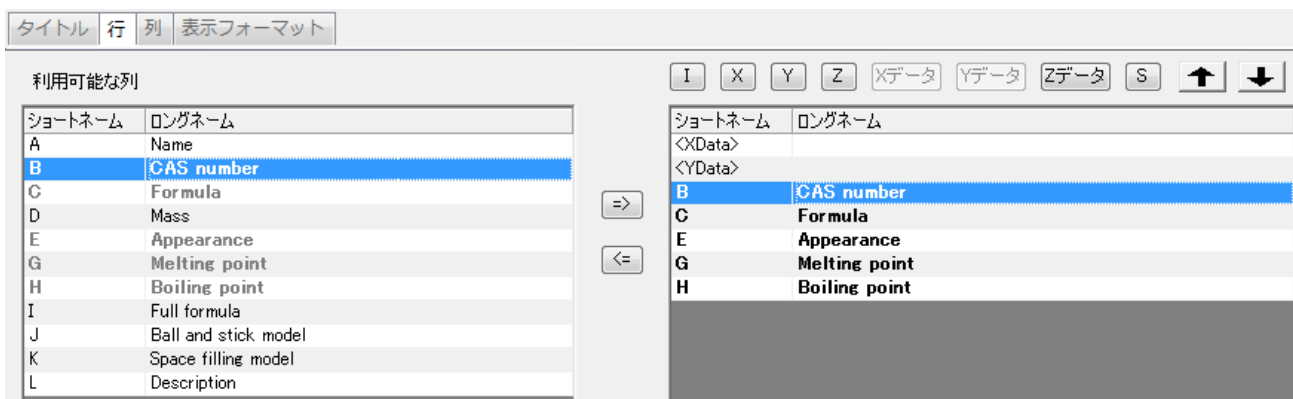 タイトル 行 列 表示フォーマット
利用可能な列
I X Y Z Xデータ Yデータ Zデータ S
ショートネーム ロングネーム
A Name
B CAS number
C Formula
D Mass
E Appearance
G Melting point
H Boiling point
I Full formula
J Ball and stick model
K Space filling model
L Description
=>
<=
ショートネーム ロングネーム
<XData>
<YData>
B CAS number
C Formula
E Appearance
G Melting point
H Boiling point